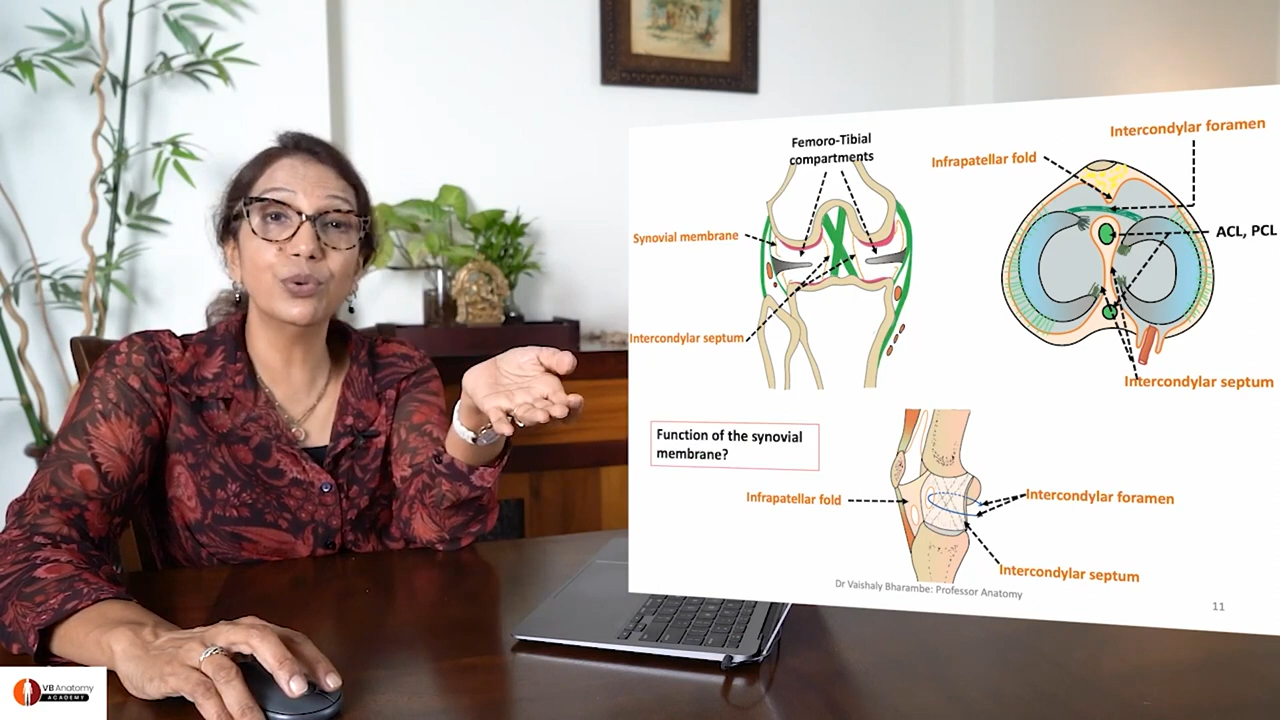 Femoro-Tibial
compartments
Intercondylar foramen
Infrapatellar fold
Synovial membrane
ACL, PCL
Intercondylar septum
Intercondylar septum
Function of the synovial
membrane?
Infrapatellar fold
Intercondylar foramen
Intercondylar septum
Dr Vaishaly Bharambe: Professor Anatomy
11
VB Anatomy
ACADEMY